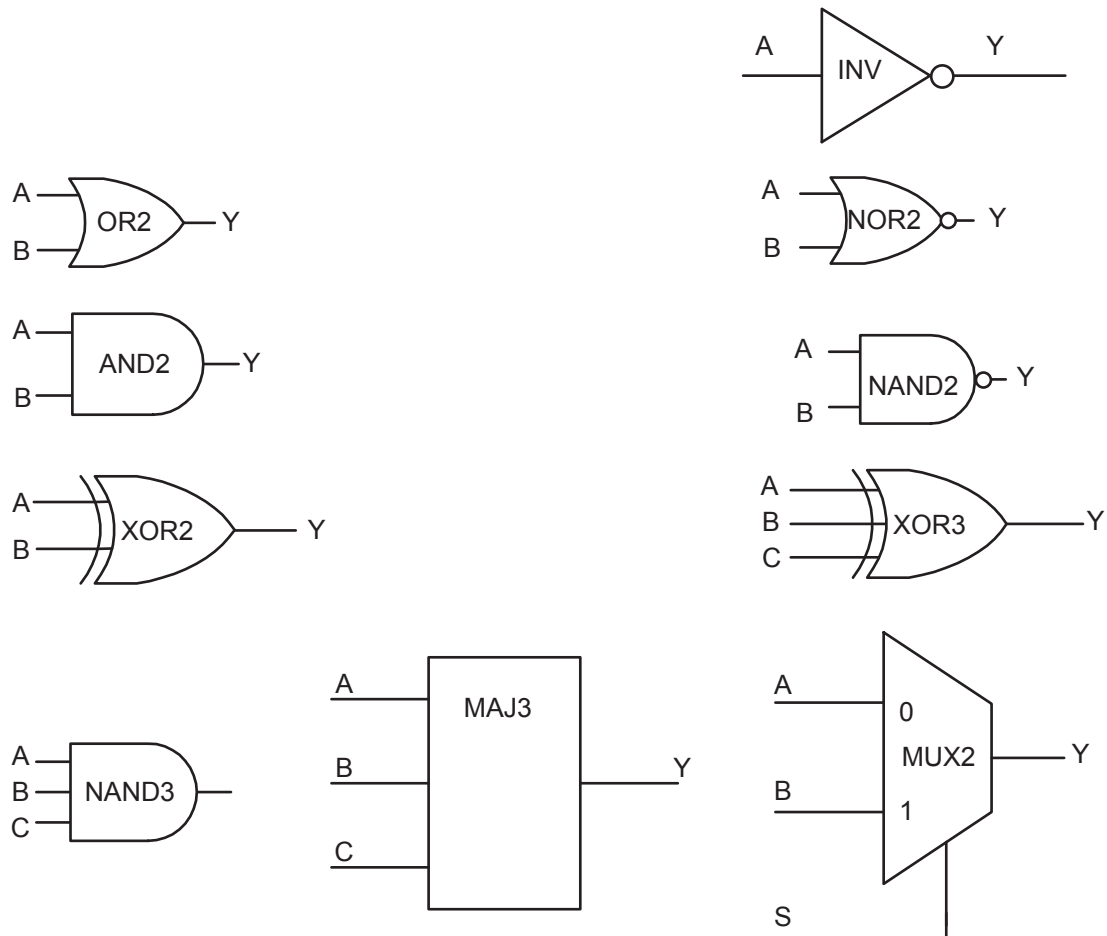 A INV Y
A OR2 Y
B
A NOR2 Y
B
A AND2 Y
B
A NAND2 Y
B
A XOR2 Y
B
A XOR3 Y
B
C
A NAND3
B
C
A MAJ3
B Y
C
A 0
MUX2 Y
B 1
S